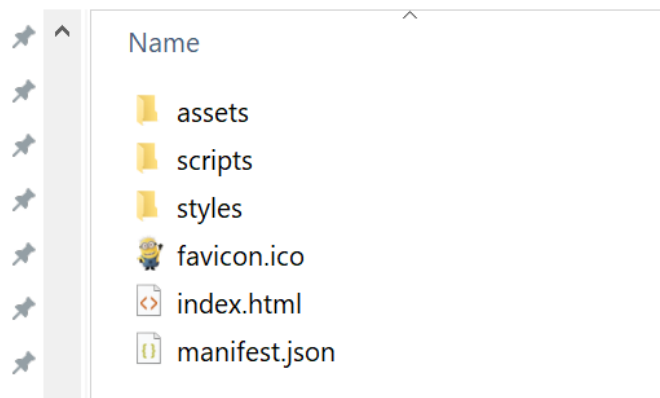 Name
assets
scripts
styles
favicon.ico
index.html
manifest.json